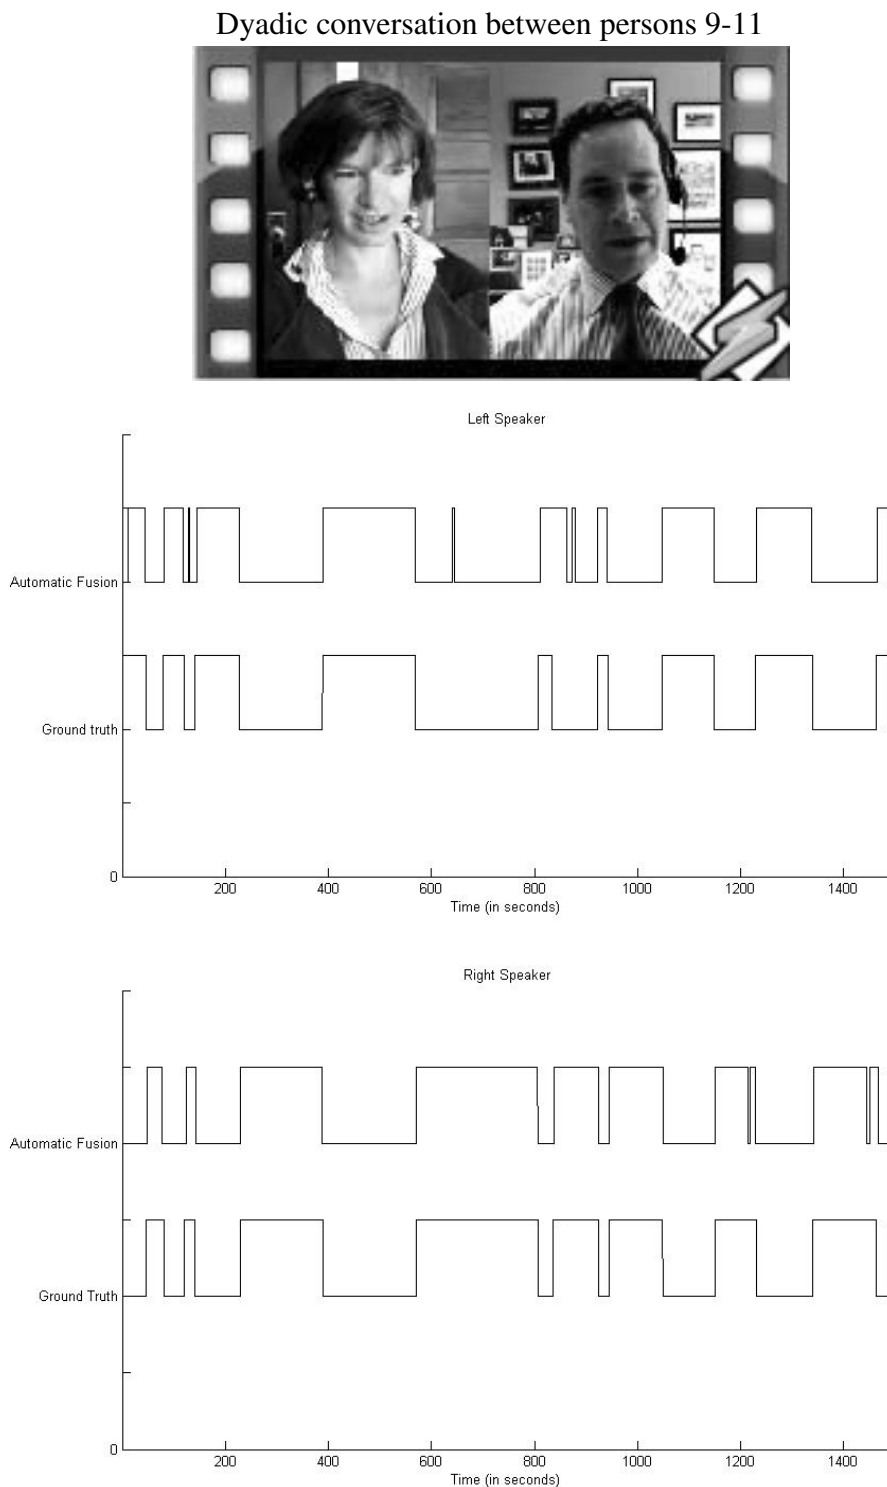 Dyadic conversation between persons 9-11
Left Speaker
Automatic Fusion
Ground truth
0
200 400 600 800 1000 1200 1400
Time (in seconds)
Right Speaker
Automatic Fusion
Ground Truth
0
200 400 600 800 1000 1200 1400
Time (in seconds)